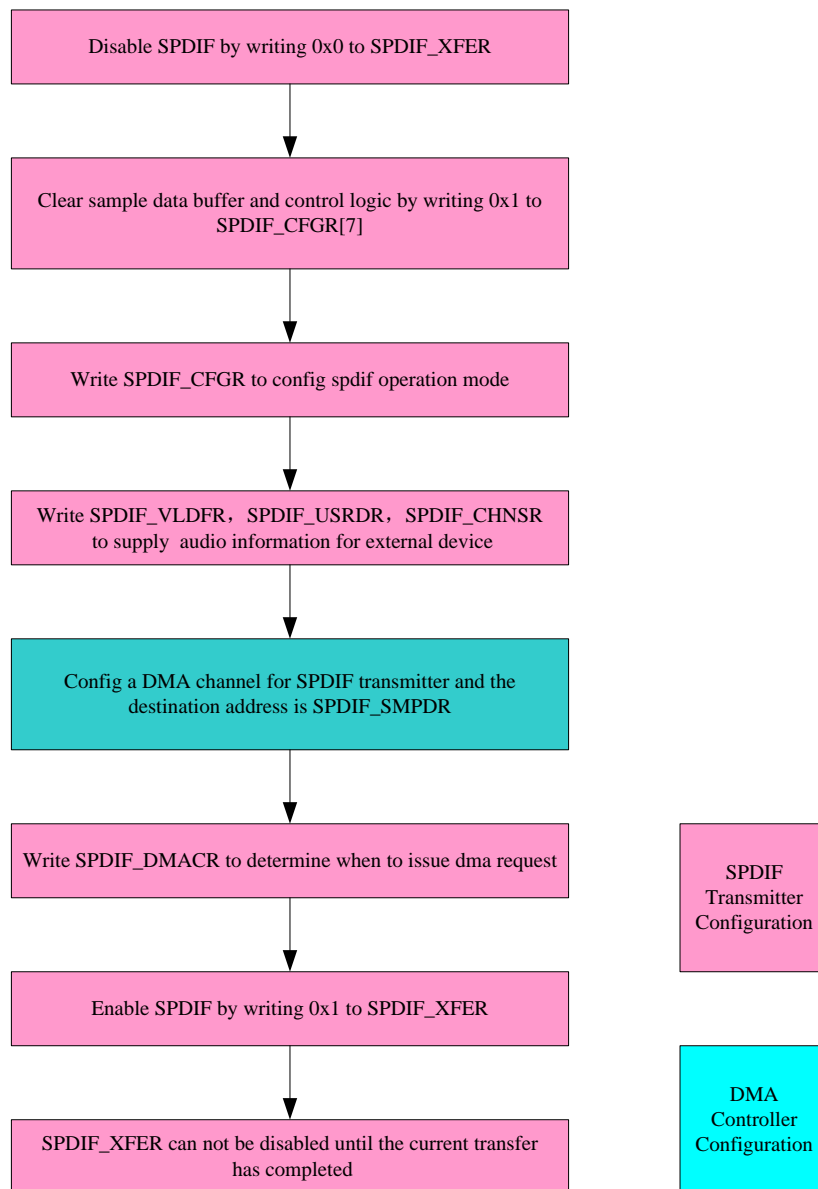 Disable SPDIF by writing 0x0 to SPDIF_XFER
Clear sample data buffer and control logic by writing 0x1 to
SPDIF_CFGR[7]
Write SPDIF_CFGR to config spdif operation mode
Write SPDIF_VLDFR，SPDIF_USRDR，SPDIF_CHNSR
to supply audio information for external device
Config a DMA channel for SPDIF transmitter and the
destination address is SPDIF_SMPDR
Write SPDIF_DMACR to determine when to issue dma request
Enable SPDIF by writing 0x1 to SPDIF_XFER
SPDIF_XFER can not be disabled until the current transfer
has completed
SPDIF
Transmitter
Configuration
DMA
Controller
Configuration